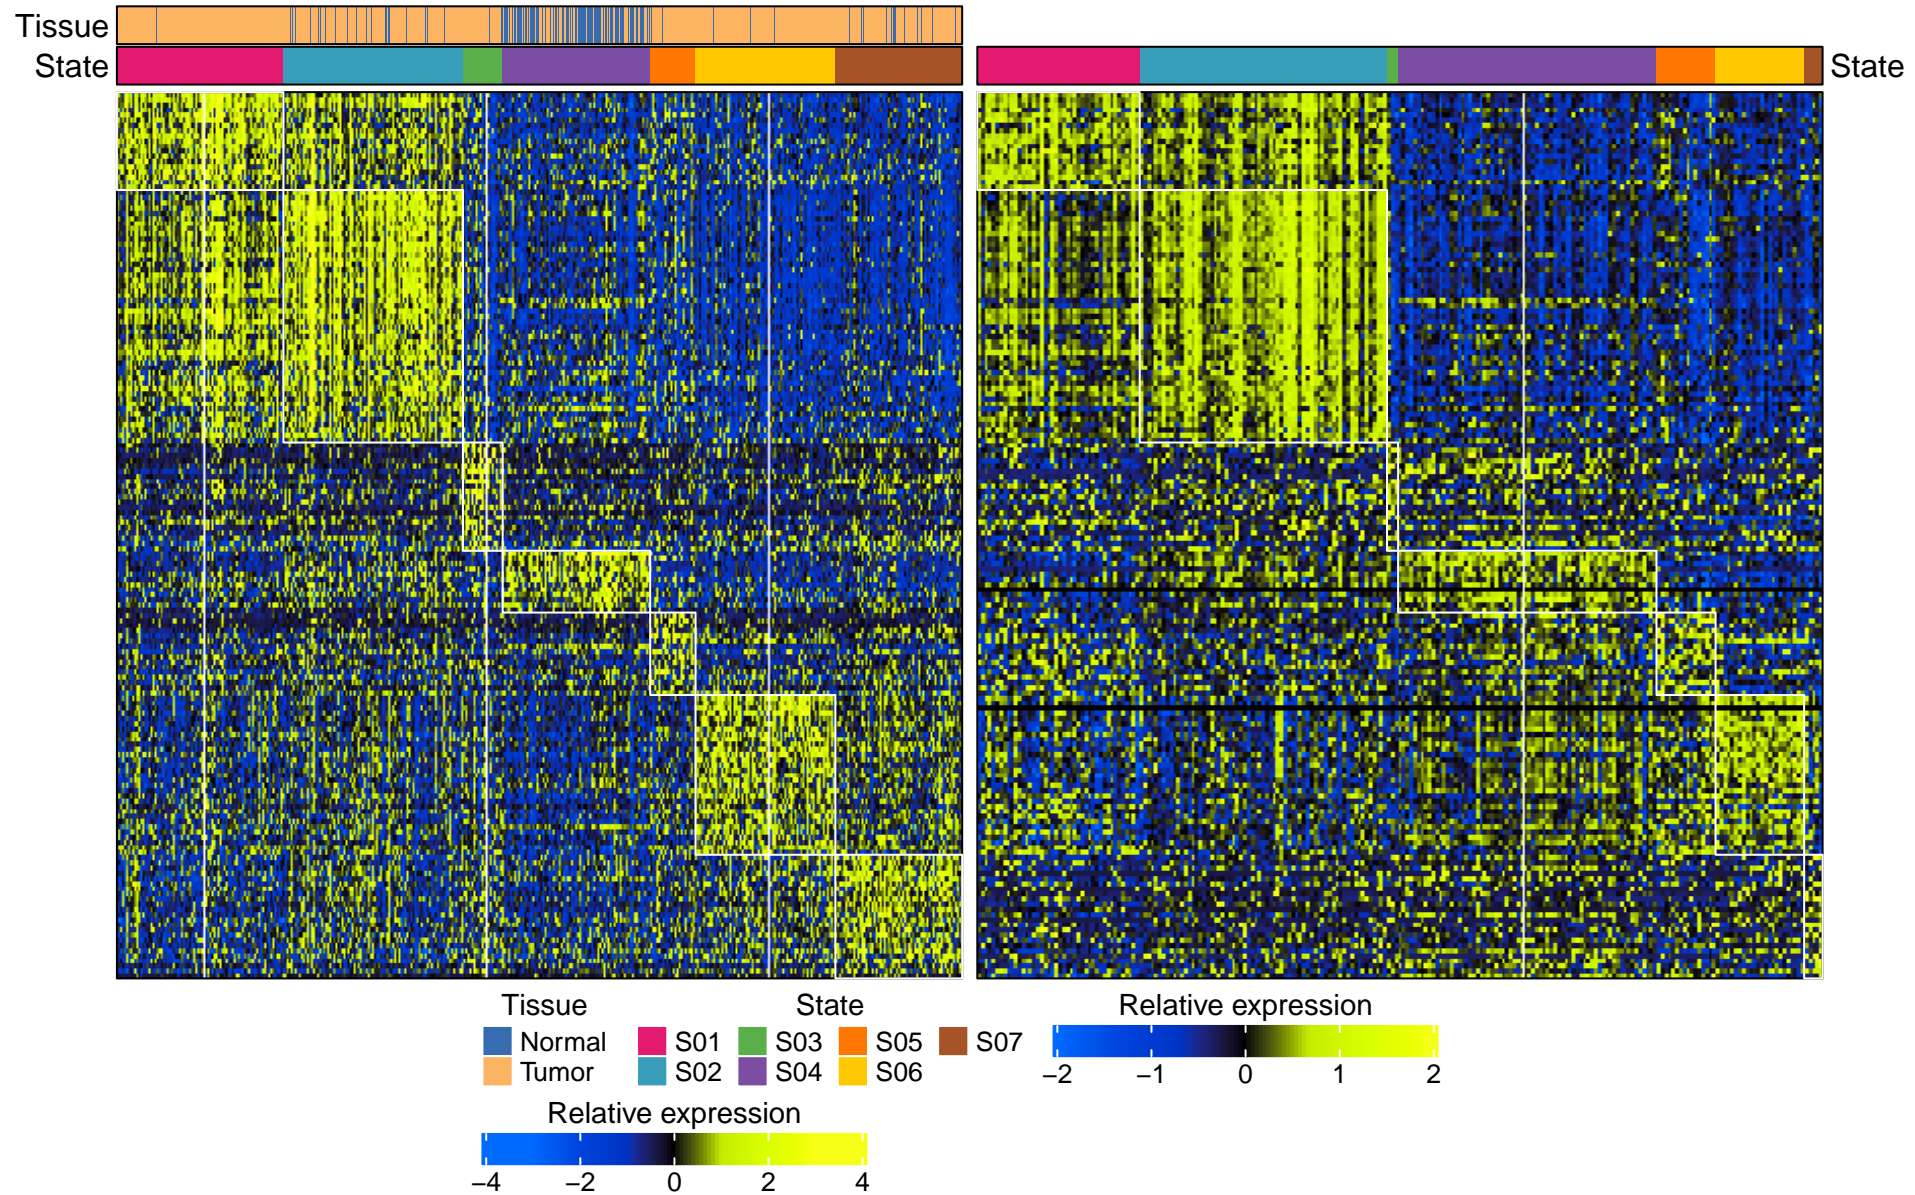 Tissue
State
State
Tissue
State
Relative expression
Normal
S01
S03
S05
S07
Tumor
S02
S04
S06
−2
−1
0
1
2
Relative expression
−4
−2
0
2
4